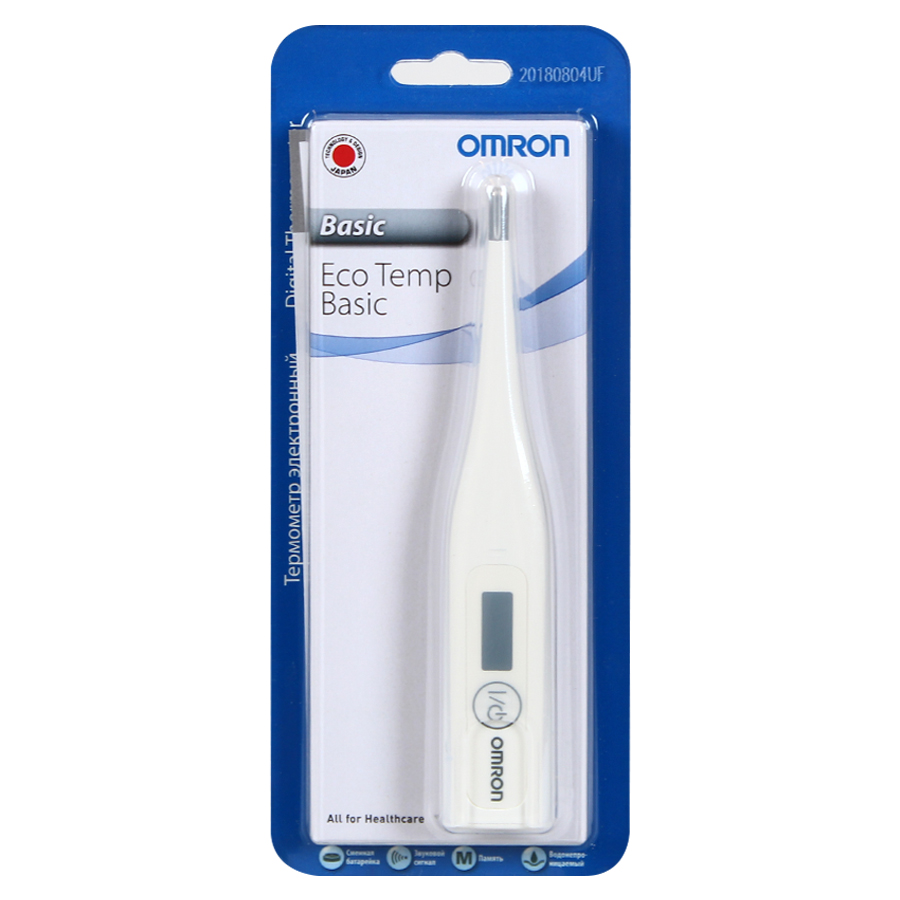 20180804UF
TECHNOLOGY & DESIGN
JAPAN
OMRON
Basic
Eco Temp
Basic
Digital
Термометр электронный
I/
OMRON
All for Healthcare
Сменная
батарейка
Звуковой
сигнал
M
Память
Водонепро-
ницаемый